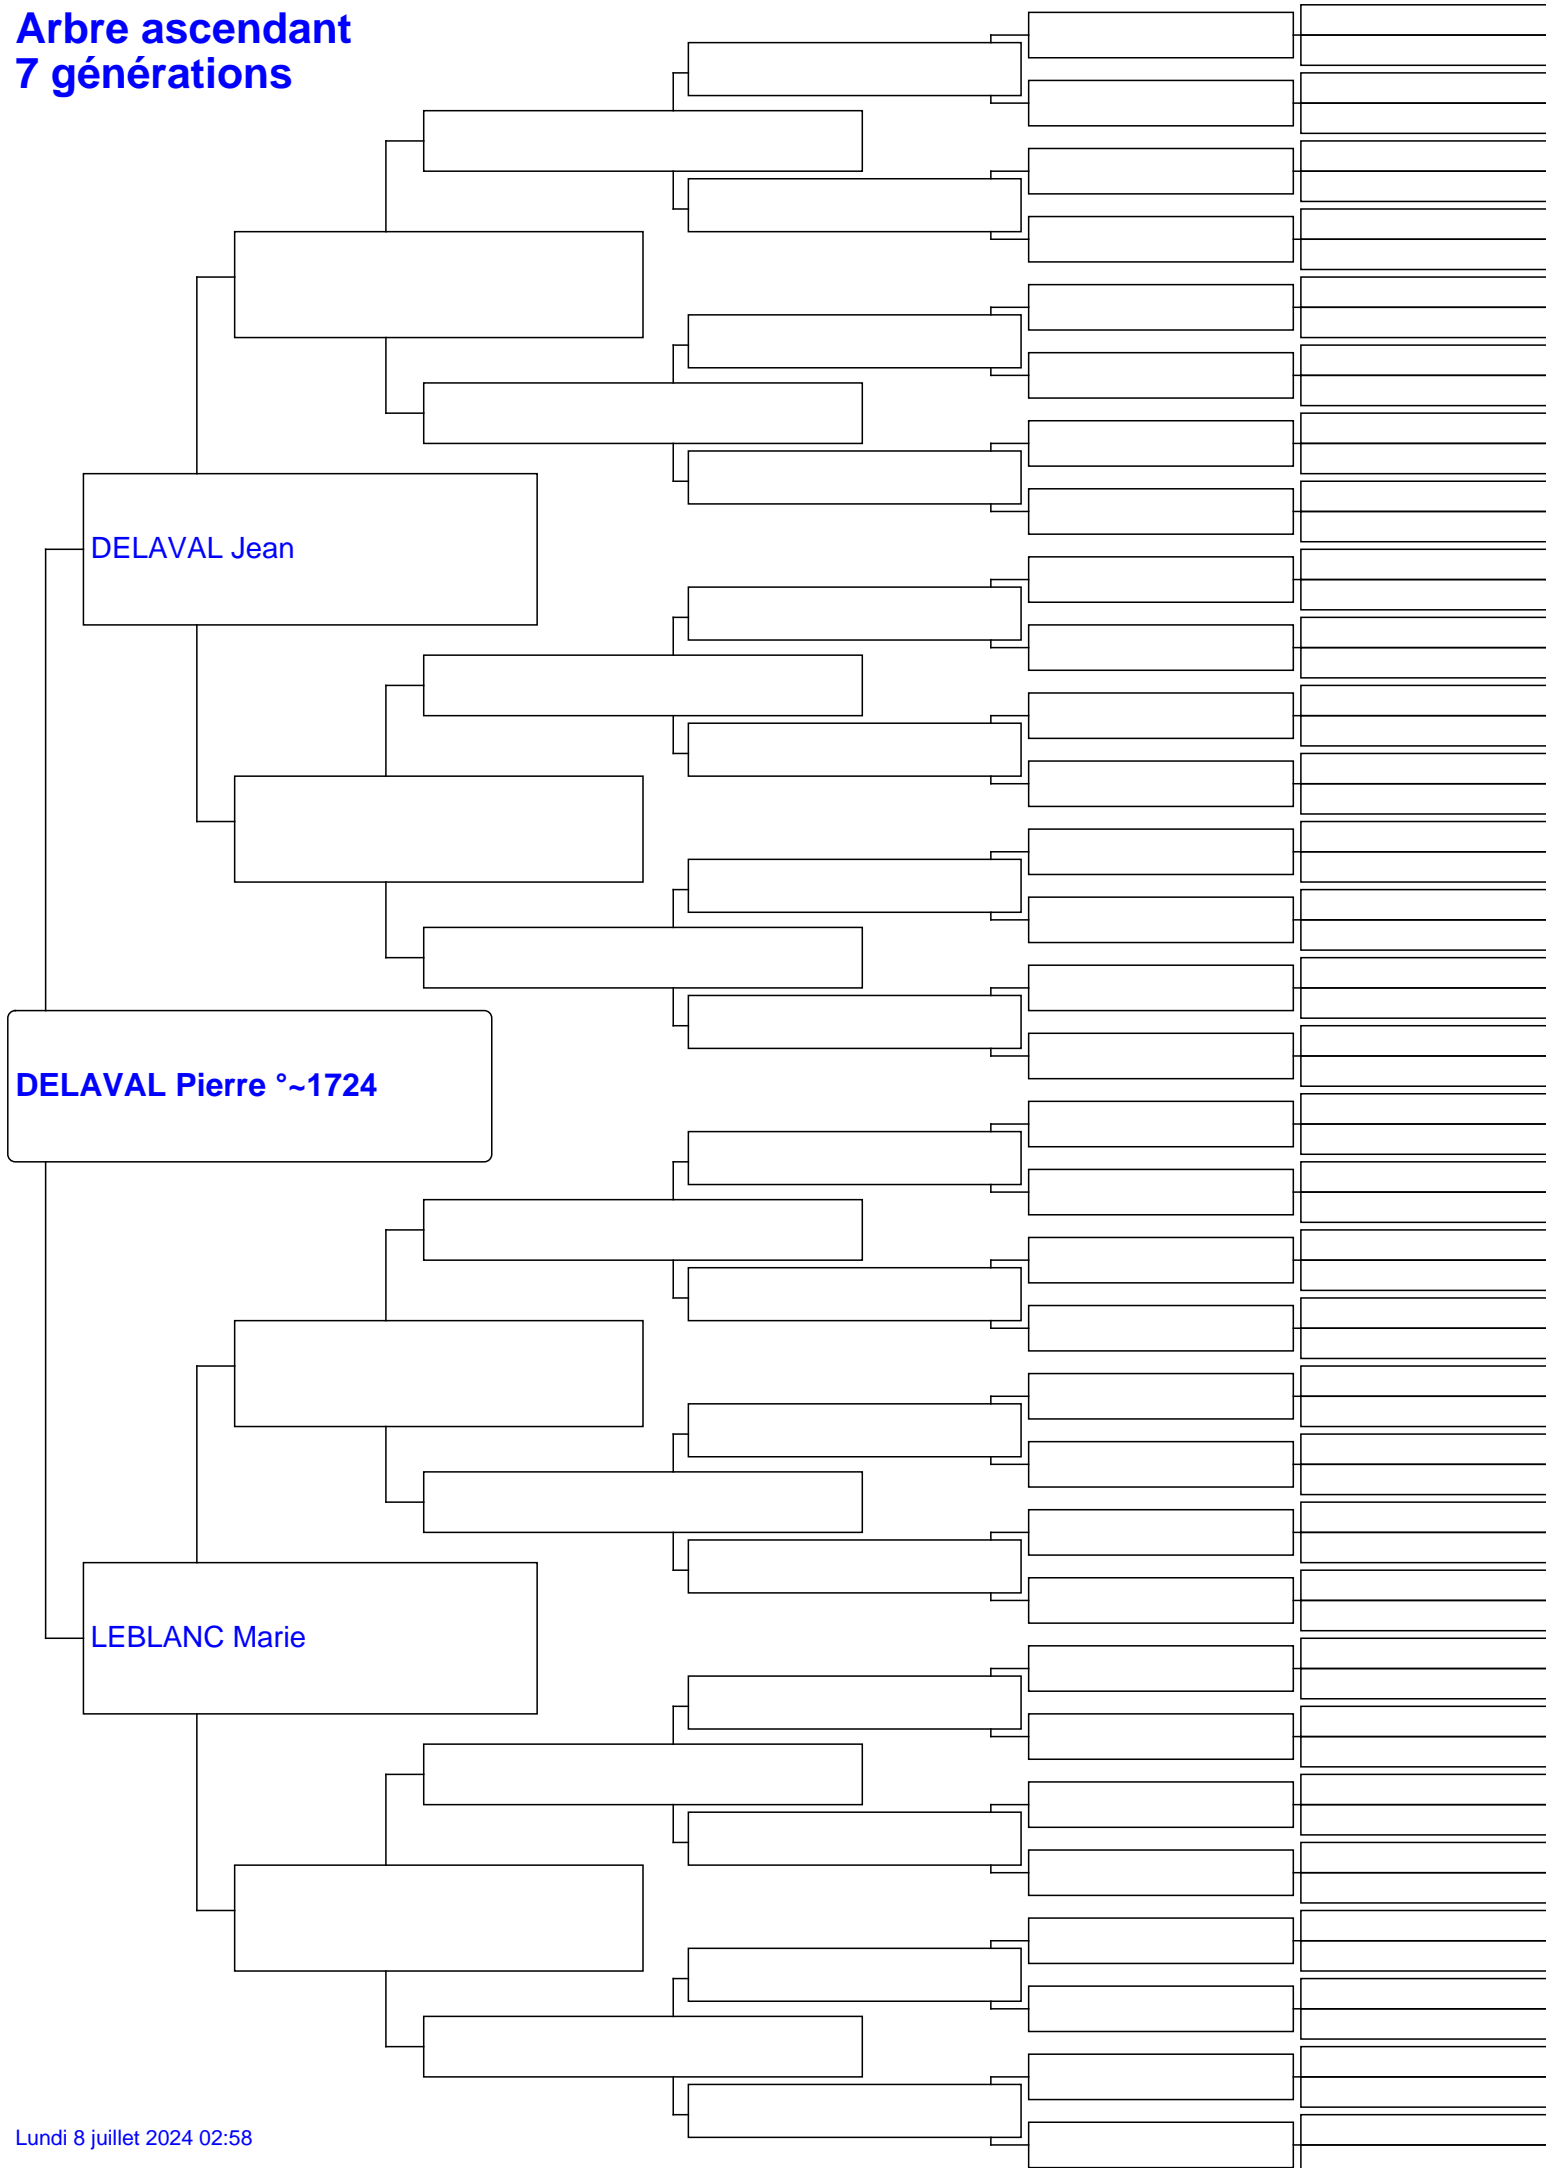 Arbre ascendant
7 générations
DELAVAL Jean
DELAVAL Pierre °~1724
LEBLANC Marie
Lundi 8 juillet 2024 02:58